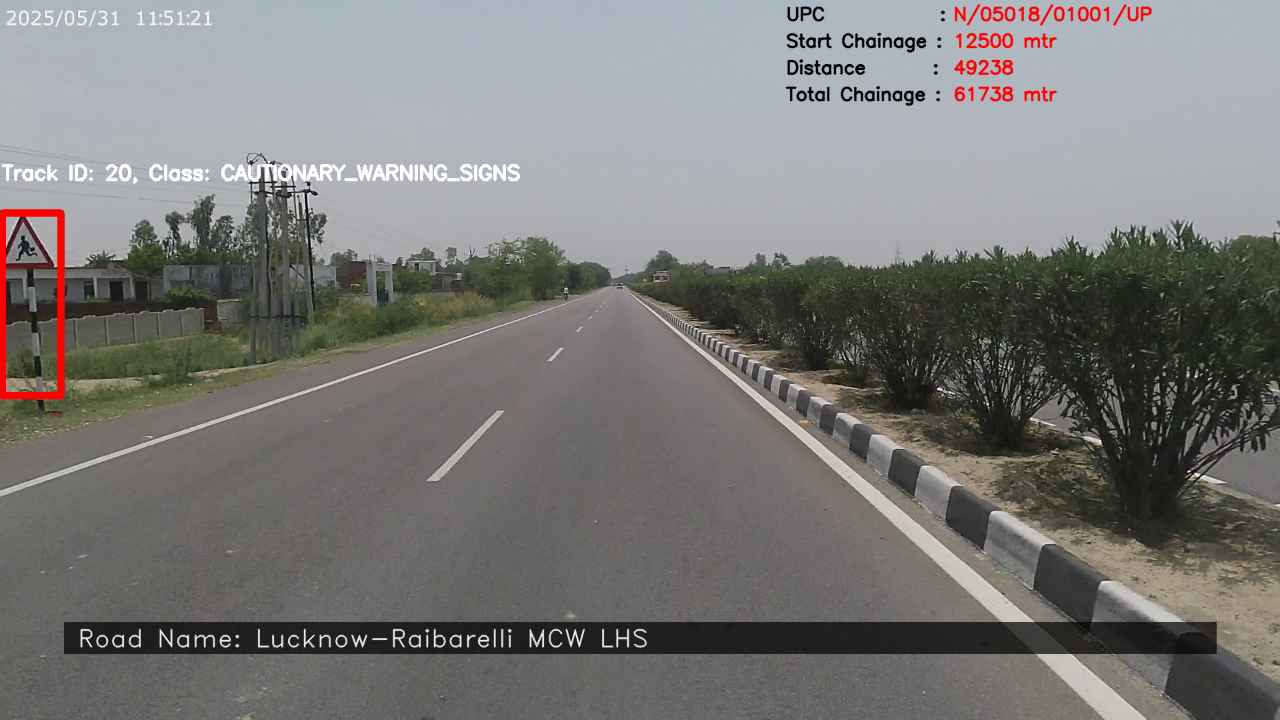 2025/05/31 11:51:21
UPC : N/05018/01001/UP
Start Chainage : 12500 mtr
Distance : 49238
Total Chainage : 61738 mtr
Track ID: 20, Class: CAUTIONARY_WARNING_SIGNS
Road Name: Lucknow-Raibarelli MCW LHS